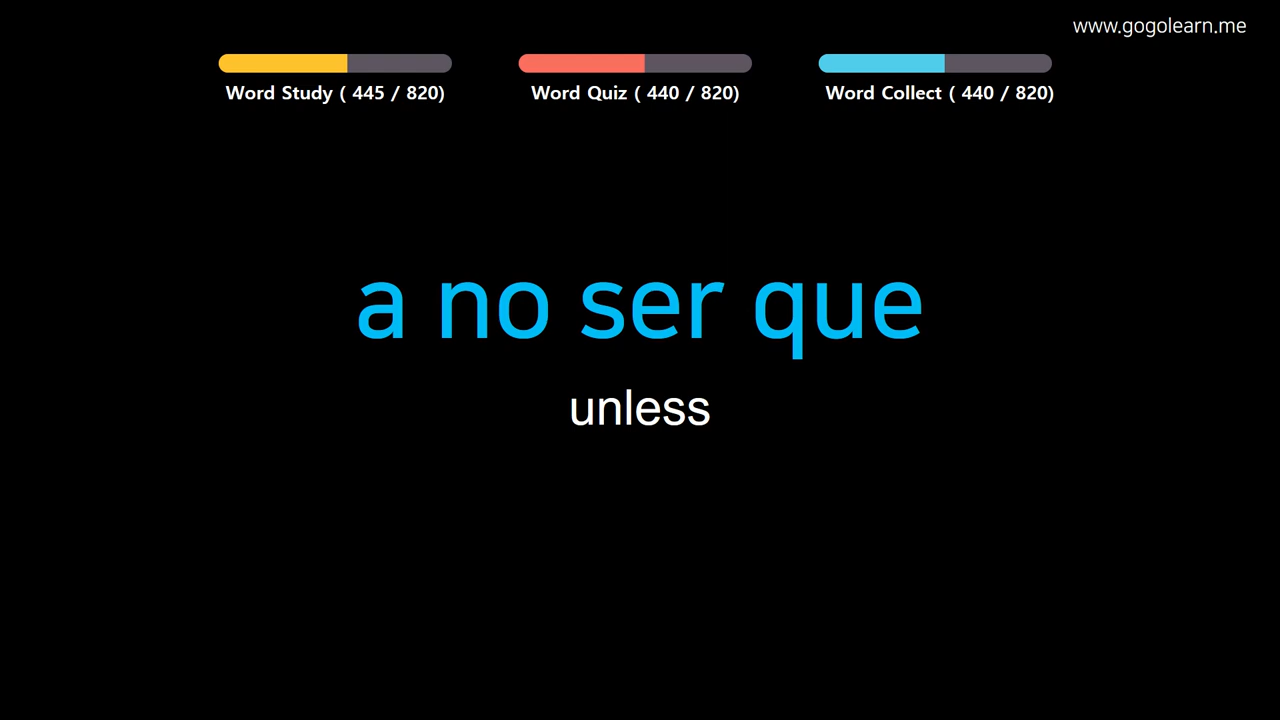 www.gogolearn.me
Word Study ( 445 / 820)
Word Quiz ( 440 / 820)
Word Collect ( 440 / 820)
a no ser que
unless